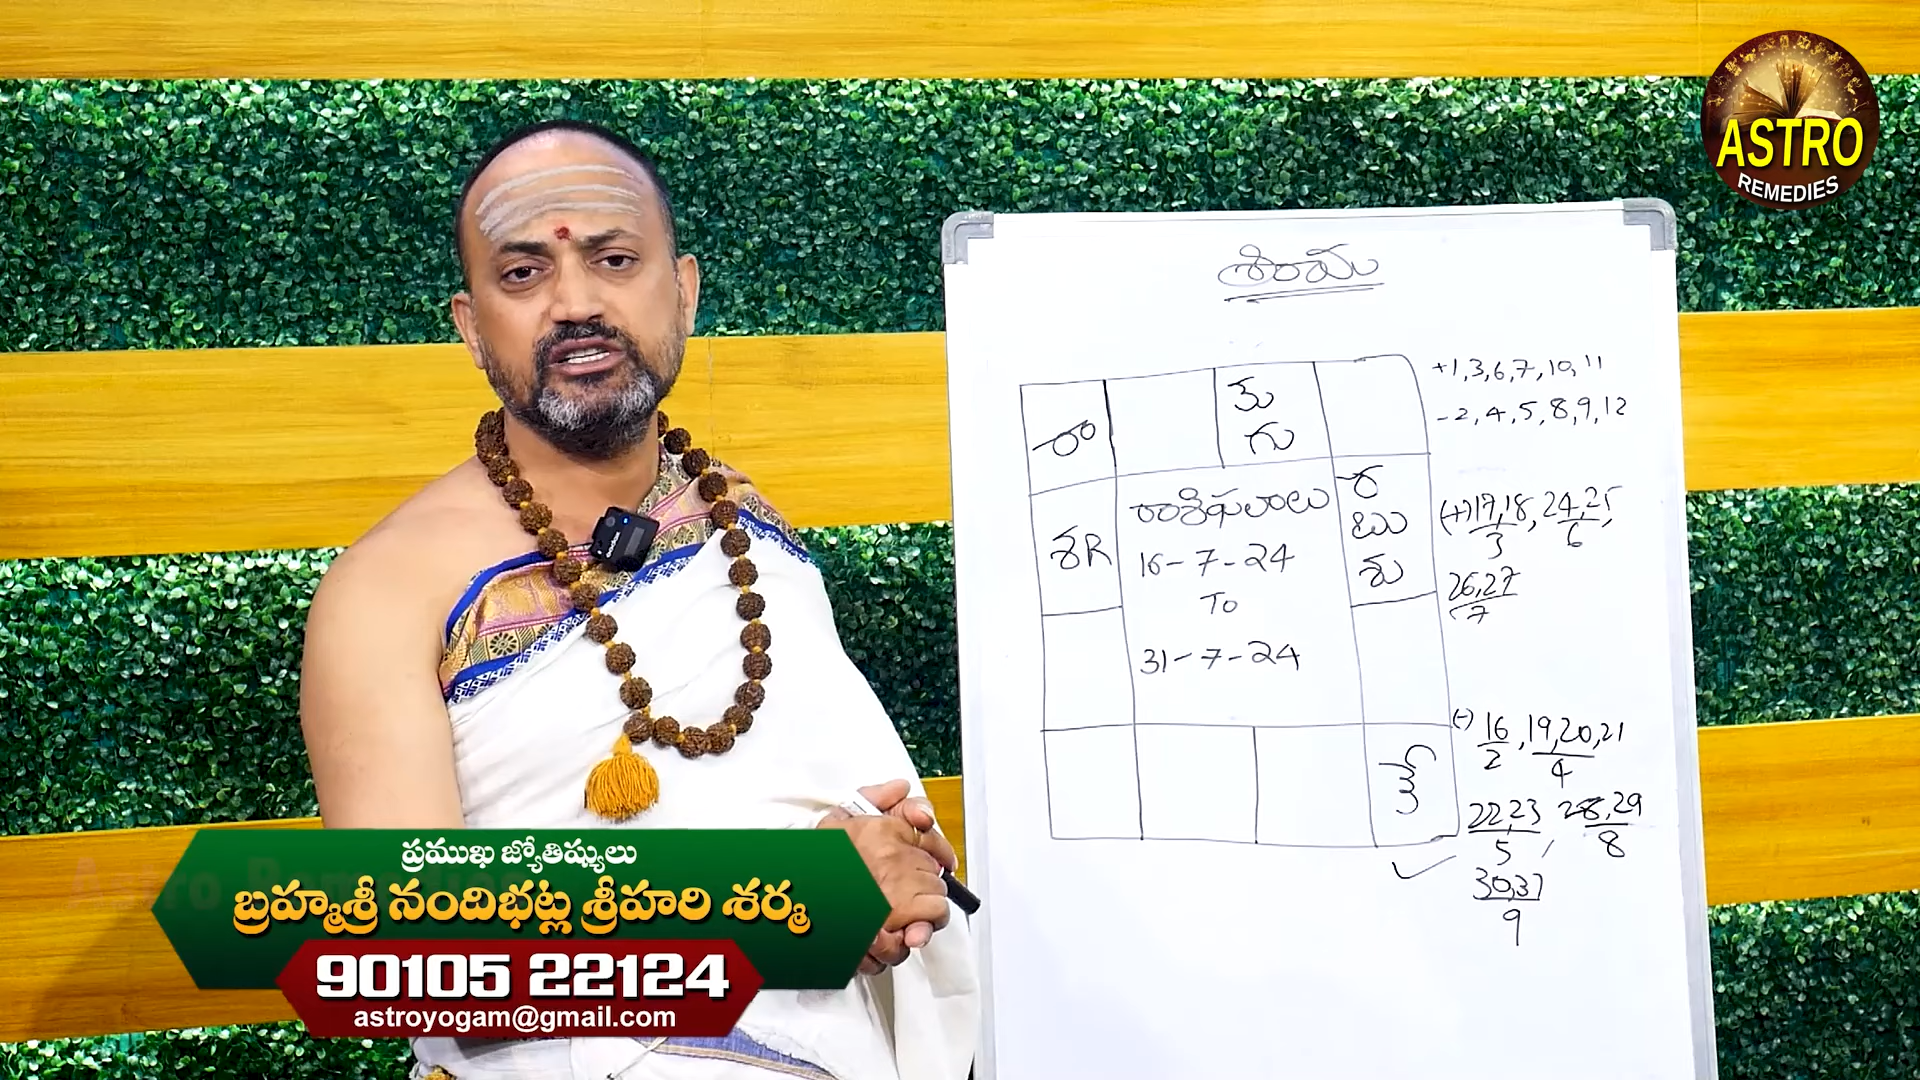 ASTRO
REMEDIES
శ్రీరామ
కు
గు
రా
+1,3,6,7,10,11
-2,4,5,8,9,12
రాశిఫలాలు
16-7-24
To
31-7-24
శR
ర
బు
శు
కే
(+)17,18, 24,25,
3 6
26,27
7
(-) 16, 19,20,21
2 4
22,23, 28,29
5 8
30,31
9
ప్రముఖ జ్యోతిష్యులు
బ్రహ్మశ్రీ నందిభట్ల శ్రీహరి శర్మ
90105 22124
astroyogam@gmail.com